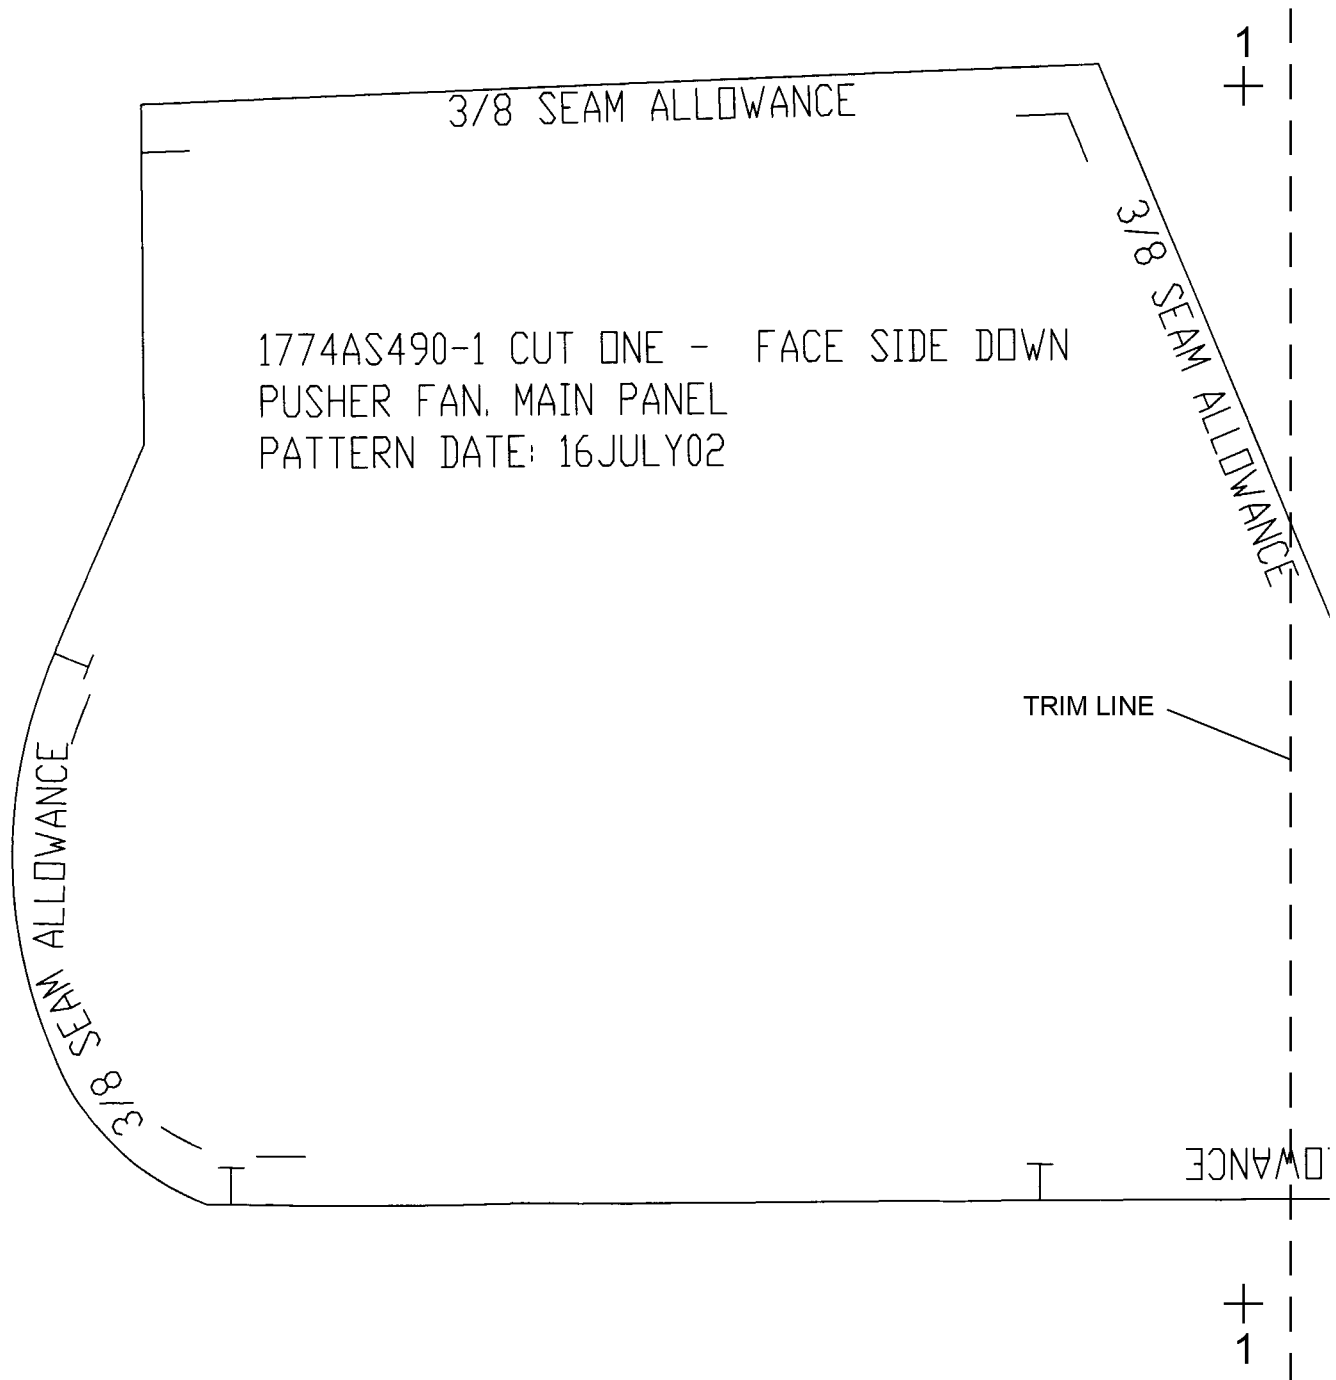 1
3/8 SEAM ALLOWANCE
3/8 SEAM ALLOWANCE
1774AS490-1 CUT ONE - FACE SIDE DOWN
PUSHER FAN. MAIN PANEL
PATTERN DATE: 16JULY02
TRIM LINE
3/8 SEAM ALLOWANCE
OWANCE
1